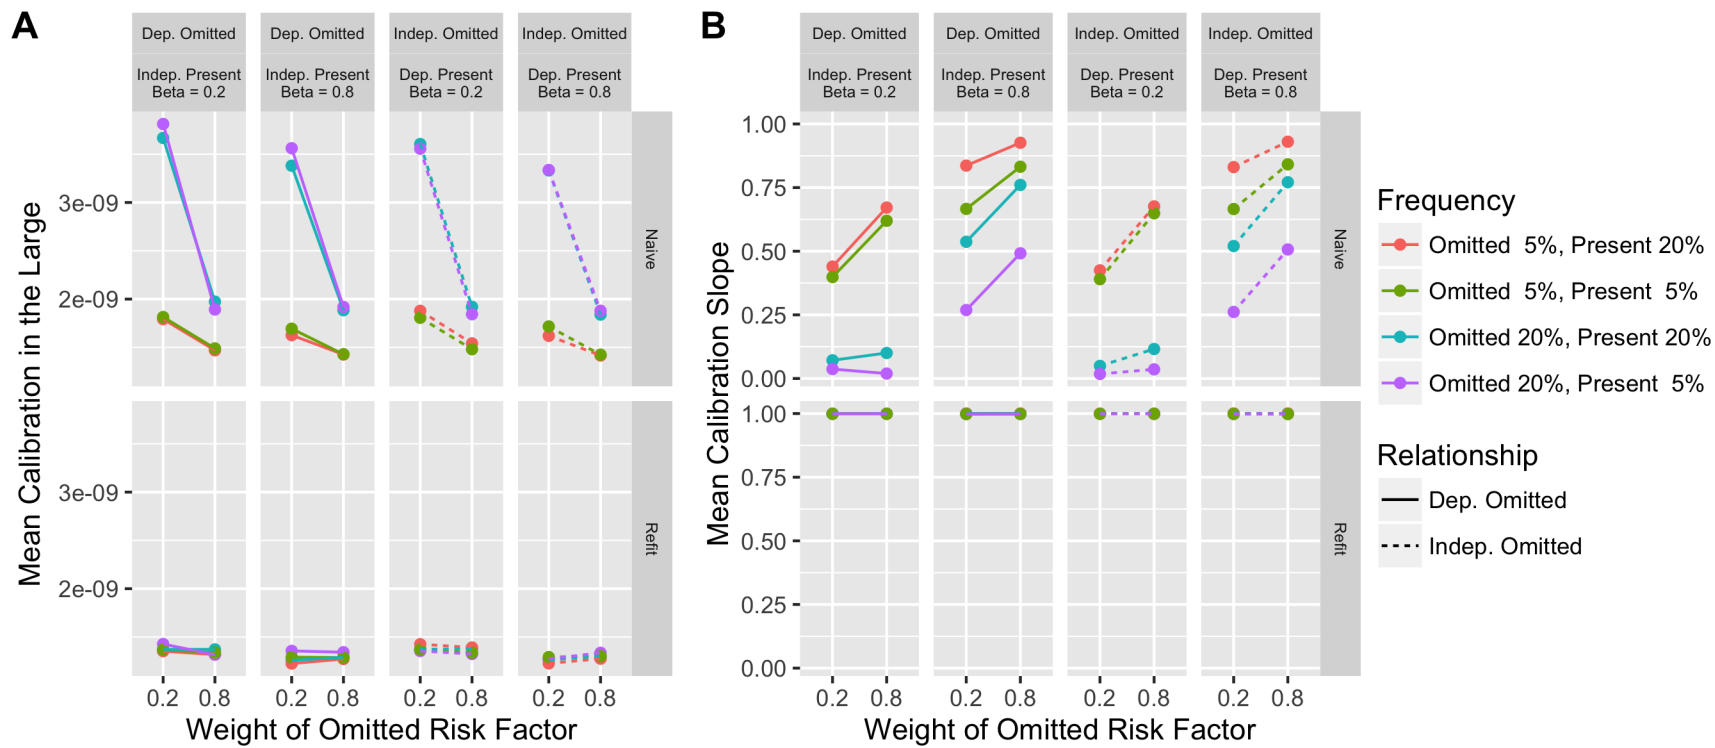 A
Dep. Omitted
Dep. Omitted
Indep. Omitted
Indep. Omitted
Indep. Present
Beta = 0.2
Indep. Present
Beta = 0.8
Dep. Present
Beta = 0.2
Dep. Present
Beta = 0.8
Mean Calibration in the Large
3e-09
2e-09
Naive
3e-09
2e-09
Refit
0.2 0.8 0.2 0.8 0.2 0.8 0.2 0.8
Weight of Omitted Risk Factor
B
Dep. Omitted
Dep. Omitted
Indep. Omitted
Indep. Omitted
Indep. Present
Beta = 0.2
Indep. Present
Beta = 0.8
Dep. Present
Beta = 0.2
Dep. Present
Beta = 0.8
Mean Calibration Slope
1.00
0.75
0.50
0.25
0.00
Naive
1.00
0.75
0.50
0.25
0.00
Refit
0.2 0.8 0.2 0.8 0.2 0.8 0.2 0.8
Weight of Omitted Risk Factor
Frequency
Omitted  5%, Present 20%
Omitted  5%, Present  5%
Omitted 20%, Present 20%
Omitted 20%, Present  5%
Relationship
Dep. Omitted
Indep. Omitted